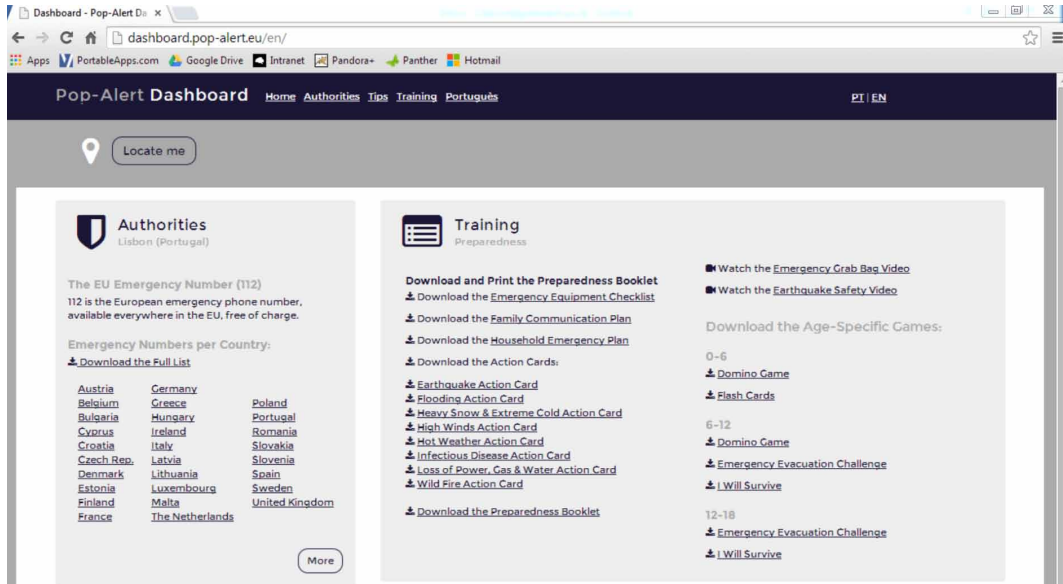 Dashboard - Pop-Alert Da
dashboard.pop-alert.eu/en/
Apps PortableApps.com Google Drive Intranet Pandora+ Panther Hotmail
Pop-Alert Dashboard Home Authorities Tips Training Português
PT | EN
Locate me
Authorities
Lisbon (Portugal)
The EU Emergency Number (112)
112 is the European emergency phone number,
available everywhere in the EU, free of charge.
Emergency Numbers per Country:
Download the Full List
Austria
Belgium
Bulgaria
Cyprus
Croatia
Czech Rep.
Denmark
Estonia
Finland
France
Germany
Greece
Hungary
Ireland
Italy
Latvia
Lithuania
Luxembourg
Malta
The Netherlands
Poland
Portugal
Romania
Slovakia
Slovenia
Spain
Sweden
United Kingdom
More
Training
Preparedness
Download and Print the Preparedness Booklet
Download the Emergency Equipment Checklist
Download the Family Communication Plan
Download the Household Emergency Plan
Download the Action Cards:
Earthquake Action Card
Flooding Action Card
Heavy Snow & Extreme Cold Action Card
High Winds Action Card
Hot Weather Action Card
Infectious Disease Action Card
Loss of Power, Gas & Water Action Card
Wild Fire Action Card
Download the Preparedness Booklet
Watch the Emergency Grab Bag Video
Watch the Earthquake Safety Video
Download the Age-Specific Games:
0-6
Domino Game
Flash Cards
6-12
Domino Game
Emergency Evacuation Challenge
I Will Survive
12-18
Emergency Evacuation Challenge
I Will Survive